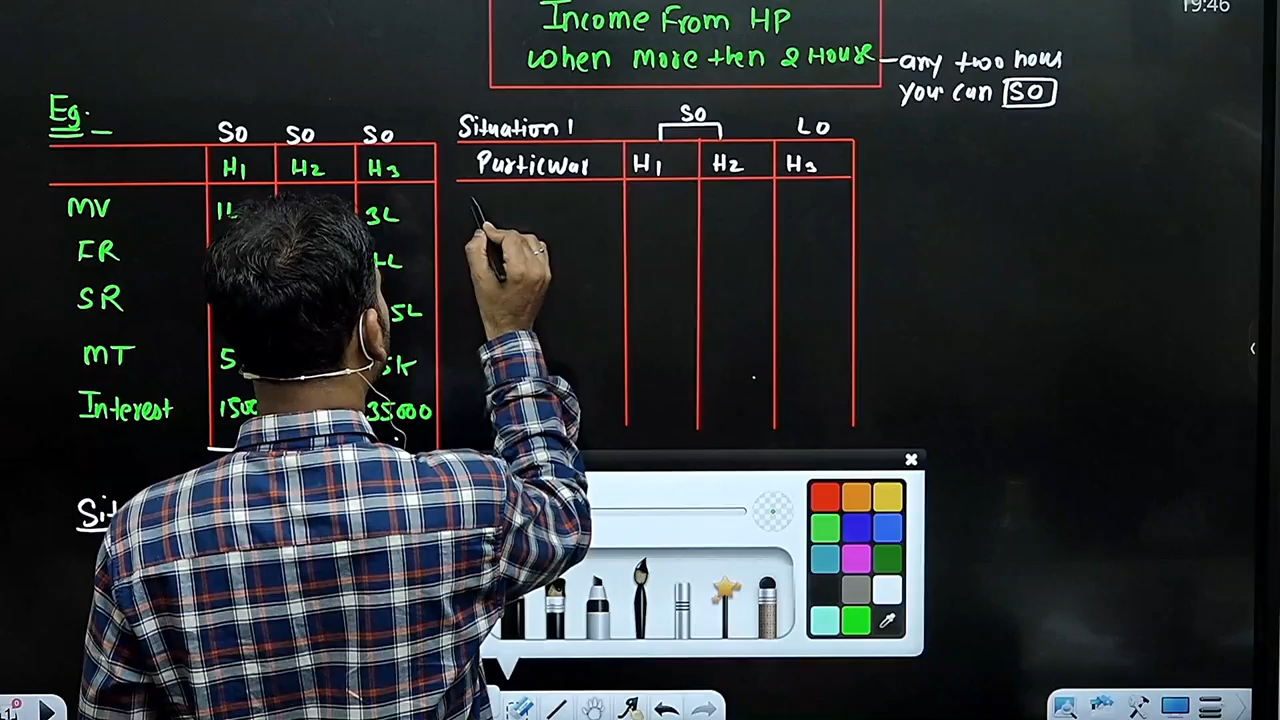 19:46
Income From HP
When More then 2 House
any two hous
you can SO
Eg.
SO SO SO
H1 H2 H3
MV 3L
SR 5L
MT 5
Interest 35000
Situation 1 SO LO
Particular H1 H2 H3